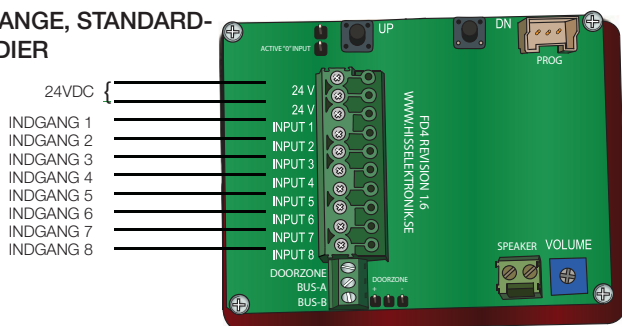 ANGE, STANDARD-
DIER
24VDC {
INDGANG 1
INDGANG 2
INDGANG 3
INDGANG 4
INDGANG 5
INDGANG 6
INDGANG 7
INDGANG 8
UP
DN
ACTIVE "0" INPUT
PROG
24 V
24 V
INPUT 1
INPUT 2
INPUT 3
INPUT 4
INPUT 5
INPUT 6
INPUT 7
INPUT 8
DOORZONE
BUS-A
BUS-B
FD4 REVISION 1.6
WWW.HISSELEKTRONIK.SE
DOORZONE
+ -
SPEAKER
VOLUME